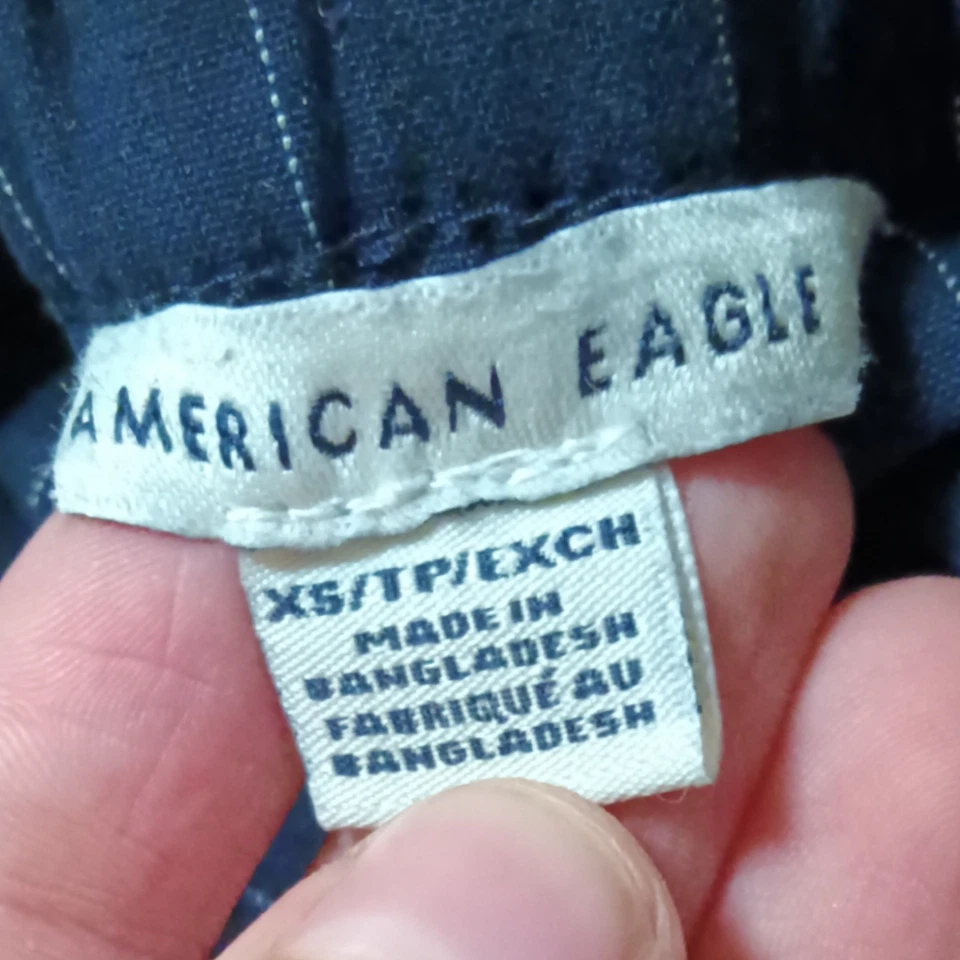 AMERICAN EAGLE
XS/TP/EXCH
MADE IN
BANGLADESH
FABRIQUÉ AU
BANGLADESH